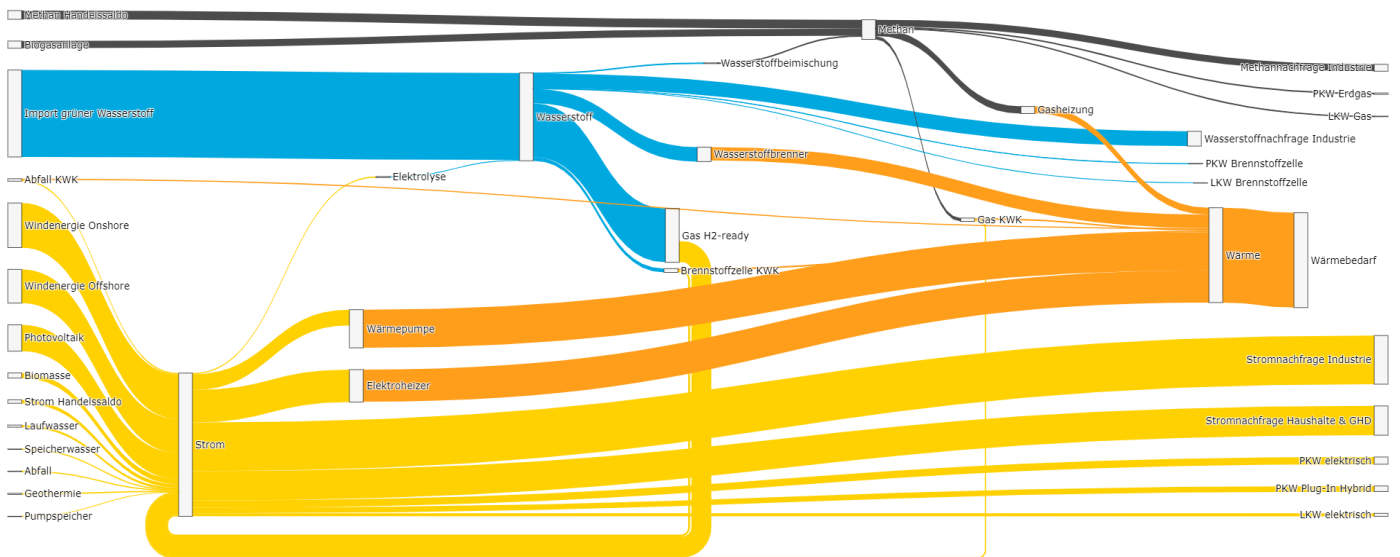 Methan Handelssaldo
Methan
Biogasanlage
Wasserstoffbeimischung
Methannachfrage Industrie
PKW-Erdgas
Import grüner Wasserstoff
Wasserstoff
Gasheizung
LKW-Gas
Wasserstoffnachfrage Industrie
Wasserstoffbrenner
PKW Brennstoffzelle
Abfall KWK
Elektrolyse
LKW Brennstoffzelle
Windenergie Onshore
Gas KWK
Gas H2-ready
Wärme
Wärmebedarf
Brennstoffzelle KWK
Windenergie Offshore
Wärmepumpe
Photovoltaik
Stromnachfrage Industrie
Biomasse
Elektroheizer
Strom Handelssaldo
Laufwasser
Stromnachfrage Haushalte & GHD
Strom
Speicherwasser
PKW elektrisch
Abfall
PKW Plug-In Hybrid
Geothermie
Pumpspeicher
LKW elektrisch